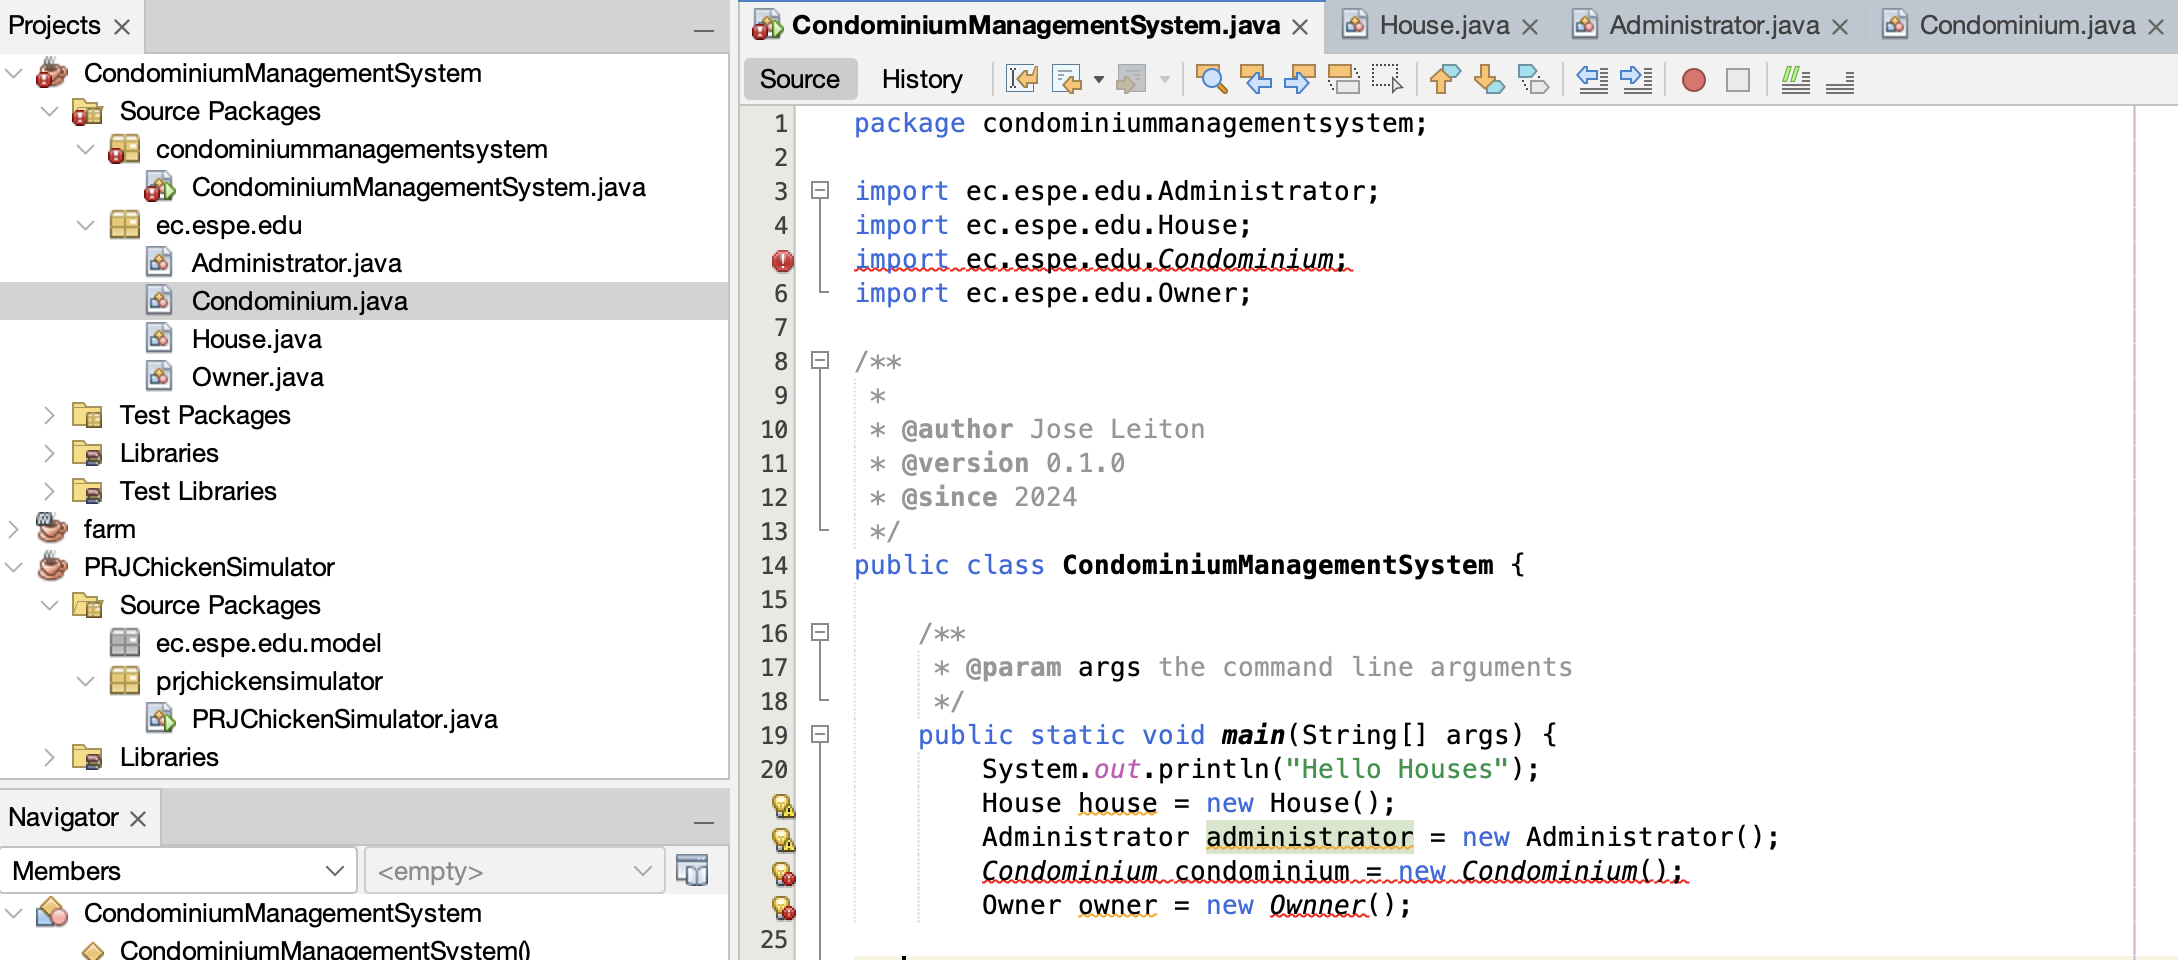 Projects
CondominiumManagementSystem
Source Packages
condominiummanagementsystem
CondominiumManagementSystem.java
ec.espe.edu
Administrator.java
Condominium.java
House.java
Owner.java
Test Packages
Libraries
Test Libraries
farm
PRJChickenSimulator
Source Packages
ec.espe.edu.model
prjchickensimulator
PRJChickenSimulator.java
Libraries
Navigator
Members <empty>
CondominiumManagementSystem
CondominiumManagementSystem()
CondominiumManagementSystem.java House.java Administrator.java Condominium.java
Source History
1 package condominiummanagementsystem;
2
3 import ec.espe.edu.Administrator;
4 import ec.espe.edu.House;
import ec.espe.edu.Condominium;
6 import ec.espe.edu.Owner;
7
8 /**
9 *
10 * @author Jose Leiton
11 * @version 0.1.0
12 * @since 2024
13 */
14 public class CondominiumManagementSystem {
15
16 /**
17 * @param args the command line arguments
18 */
19 public static void main(String[] args) {
20 System.out.println("Hello Houses");
House house = new House();
Administrator administrator = new Administrator();
Condominium condominium = new Condominium();
Owner owner = new Ownner();
25